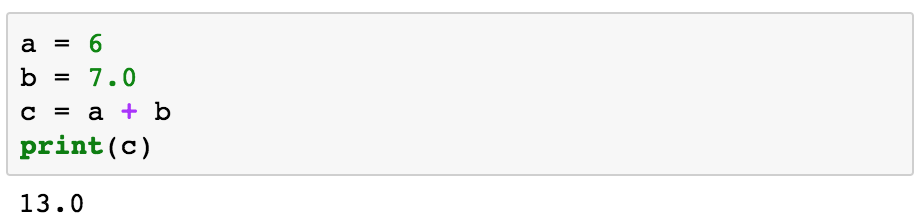 a = 6
b = 7.0
c = a + b
print(c)
13.0